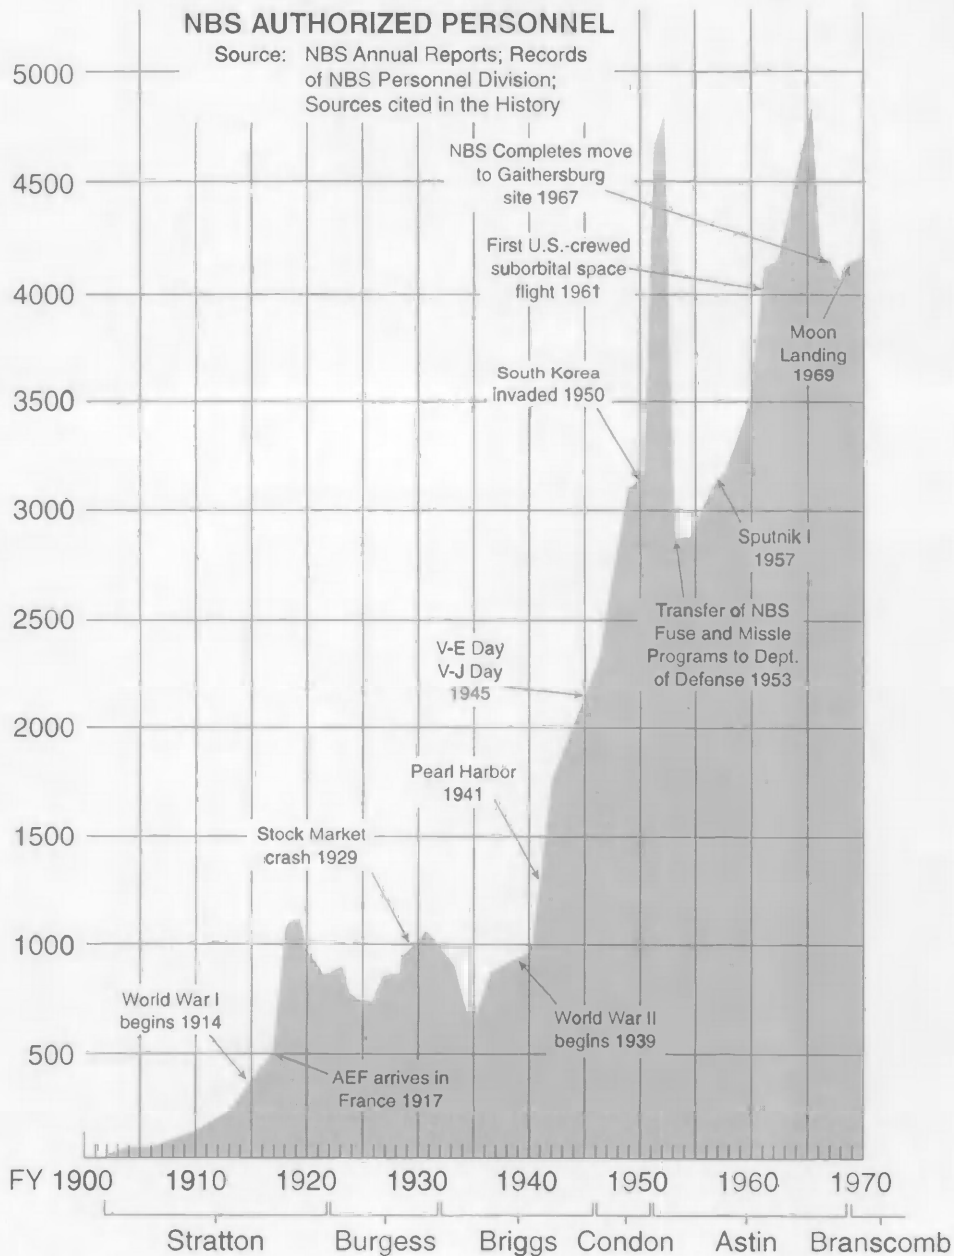 NBS AUTHORIZED PERSONNEL
Source: NBS Annual Reports; Records
of NBS Personnel Division;
Sources cited in the History
5000
4500
4000
3500
3000
2500
2000
1500
1000
500
NBS Completes move
to Gaithersburg
site 1967
First U.S.-crewed
suborbital space
flight 1961
Moon
Landing
1969
South Korea
invaded 1950
Sputnik I
1957
Transfer of NBS
Fuse and Missle
Programs to Dept.
of Defense 1953
V-E Day
V-J Day
1945
Pearl Harbor
1941
Stock Market
crash 1929
World War I
begins 1914
World War II
begins 1939
AEF arrives in
France 1917
FY 1900 1910 1920 1930 1940 1950 1960 1970
Stratton Burgess Briggs Condon Astin Branscomb